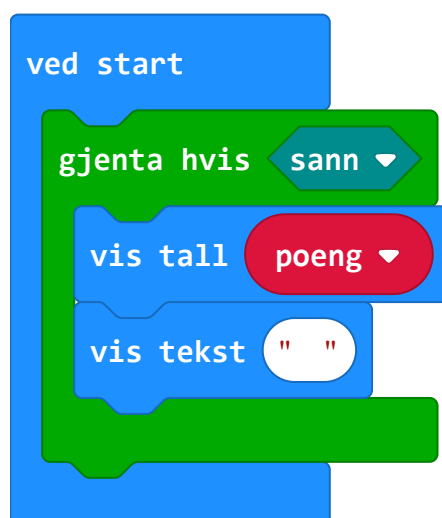 ved start
gjenta hvis sann
vis tall poeng
vis tekst " "